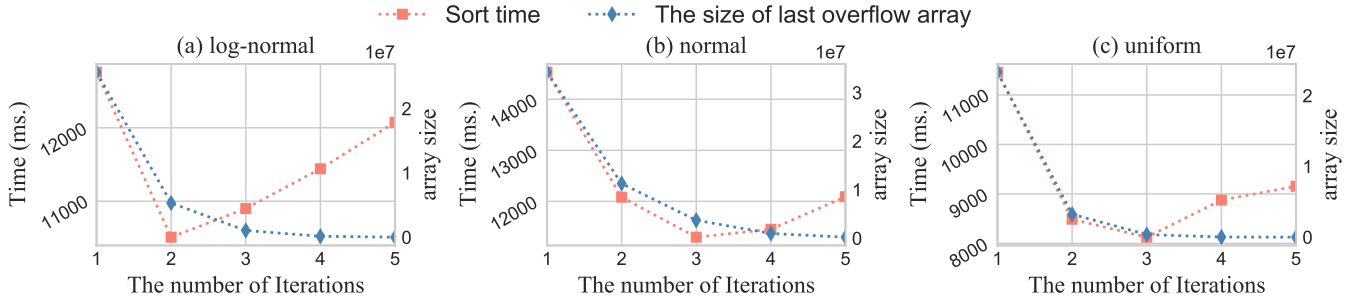 Sort time The size of last overflow array
(a) log-normal
1e7
Time (ms.)
12000
11000
2
1
0
array size
1 2 3 4 5
The number of Iterations
(b) normal
1e7
Time (ms.)
14000
13000
12000
3
2
1
0
array size
1 2 3 4 5
The number of Iterations
(c) uniform
1e7
Time (ms.)
11000
10000
9000
8000
2
1
0
array size
1 2 3 4 5
The number of Iterations